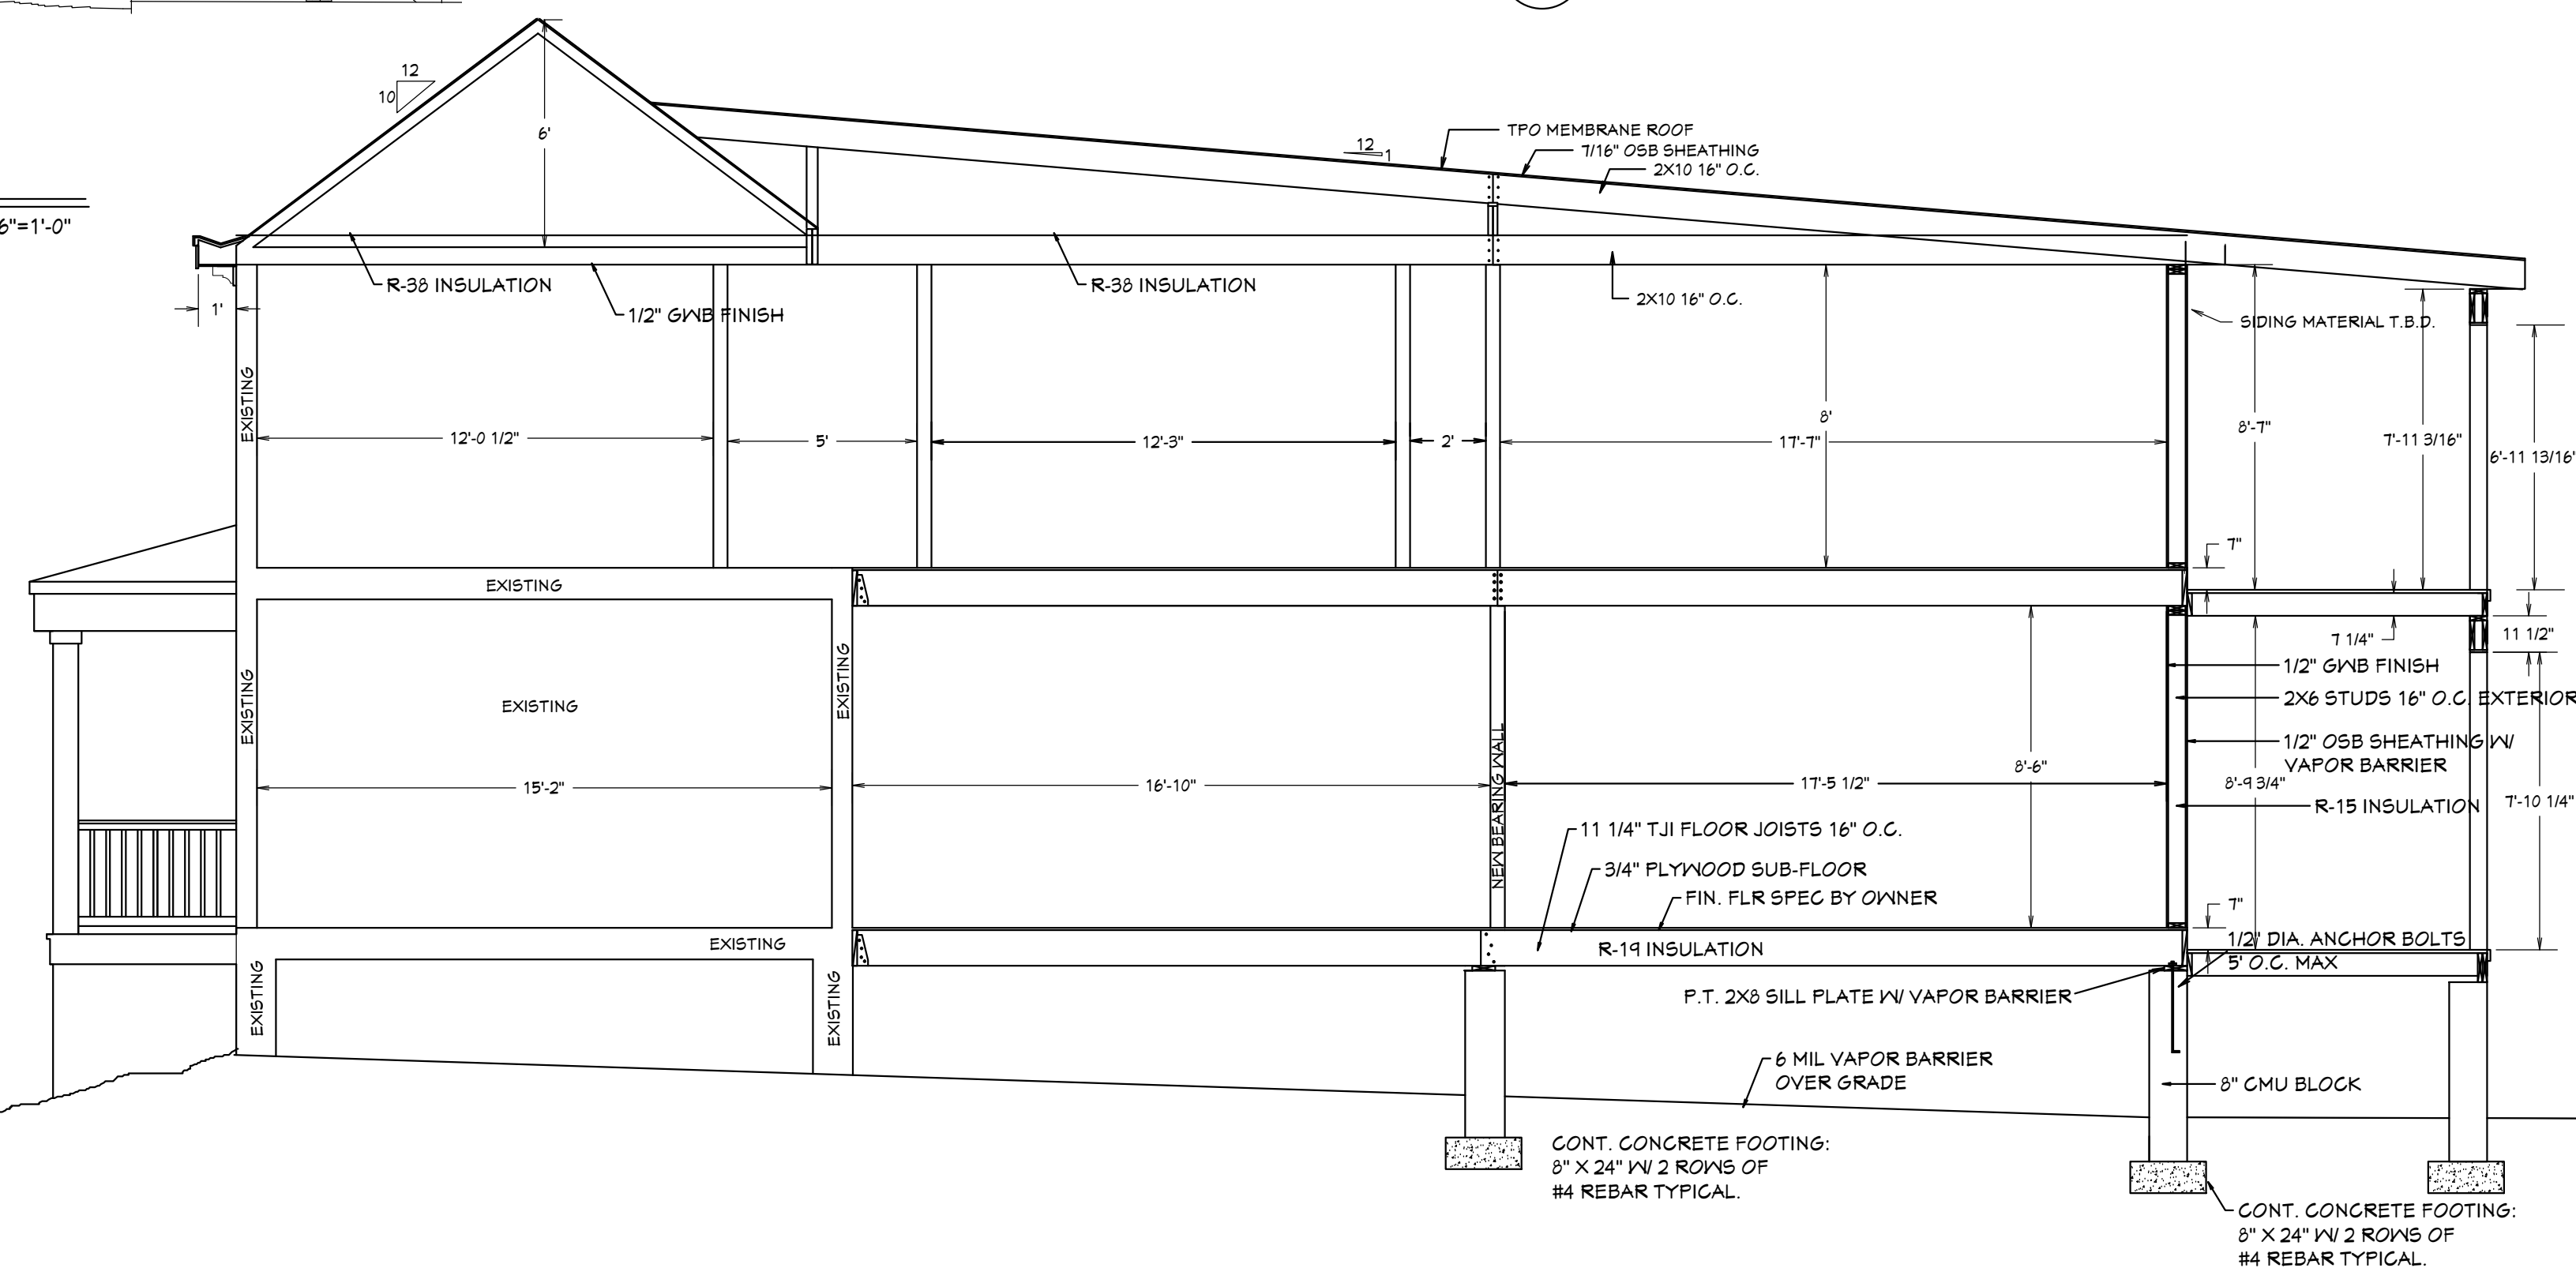 12
10
6'
TPO MEMBRANE ROOF
7/16" OSB SHEATHING
2X10 16" O.C.
12
1
6"=1'-0"
R-38 INSULATION
1/2" GWB FINISH
R-38 INSULATION
2X10 16" O.C.
1'
SIDING MATERIAL T.B.D.
EXISTING
12'-0 1/2"
5'
12'-3"
2'
17'-7"
8'
8'-7"
7'-11 3/16"
6'-11 13/16"
7"
EXISTING
7 1/4"
11 1/2"
EXISTING
EXISTING
EXISTING
15'-2"
16'-10"
NEW BEARING WALL
17'-5 1/2"
8'-6"
1/2" GWB FINISH
2X6 STUDS 16" O.C. EXTERIOR
1/2" OSB SHEATHING W/
VAPOR BARRIER
8'-9 3/4"
7'-10 1/4"
R-15 INSULATION
11 1/4" TJI FLOOR JOISTS 16" O.C.
3/4" PLYWOOD SUB-FLOOR
FIN. FLR SPEC BY OWNER
7"
EXISTING
R-19 INSULATION
1/2" DIA. ANCHOR BOLTS
5' O.C. MAX
EXISTING
EXISTING
P.T. 2X8 SILL PLATE W/ VAPOR BARRIER
6 MIL VAPOR BARRIER
OVER GRADE
8" CMU BLOCK
CONT. CONCRETE FOOTING:
8" X 24" W/ 2 ROWS OF
#4 REBAR TYPICAL.
CONT. CONCRETE FOOTING:
8" X 24" W/ 2 ROWS OF
#4 REBAR TYPICAL.